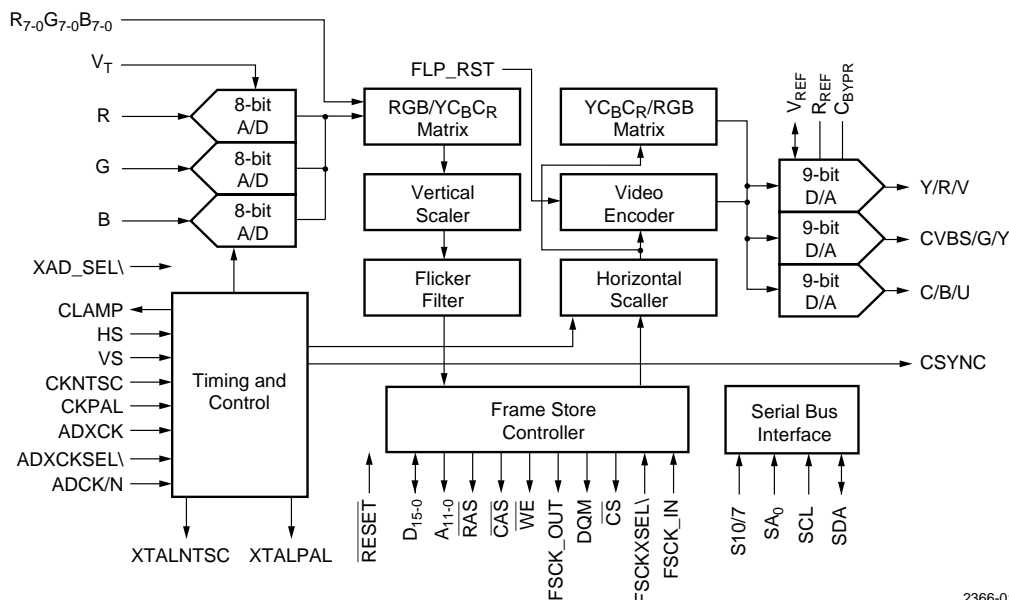 R7-0G7-0B7-0
VT
FLP_RST
R
8-bit
A/D
RGB/YCBCR
Matrix
YCBCR/RGB
Matrix
VREF
RREF
CBYPR
G
8-bit
A/D
B
8-bit
A/D
Vertical
Scaler
Video
Encoder
9-bit
D/A
Y/R/V
9-bit
D/A
CVBS/G/Y
9-bit
D/A
C/B/U
XAD_SEL\
Flicker
Filter
Horizontal
Scaller
CLAMP
HS
VS
CKNTSC
CKPAL
ADXCK
ADXCKSEL\
ADCK/N
Timing and
Control
CSYNC
Frame Store
Controller
Serial Bus
Interface
XTALNTSC
XTALPAL
RESET
D15-0
A11-0
RAS
CAS
WE
FSCK_OUT
DQM
CS
FSCKXSEL\
FSCK_IN
S10/7
SA0
SCL
SDA